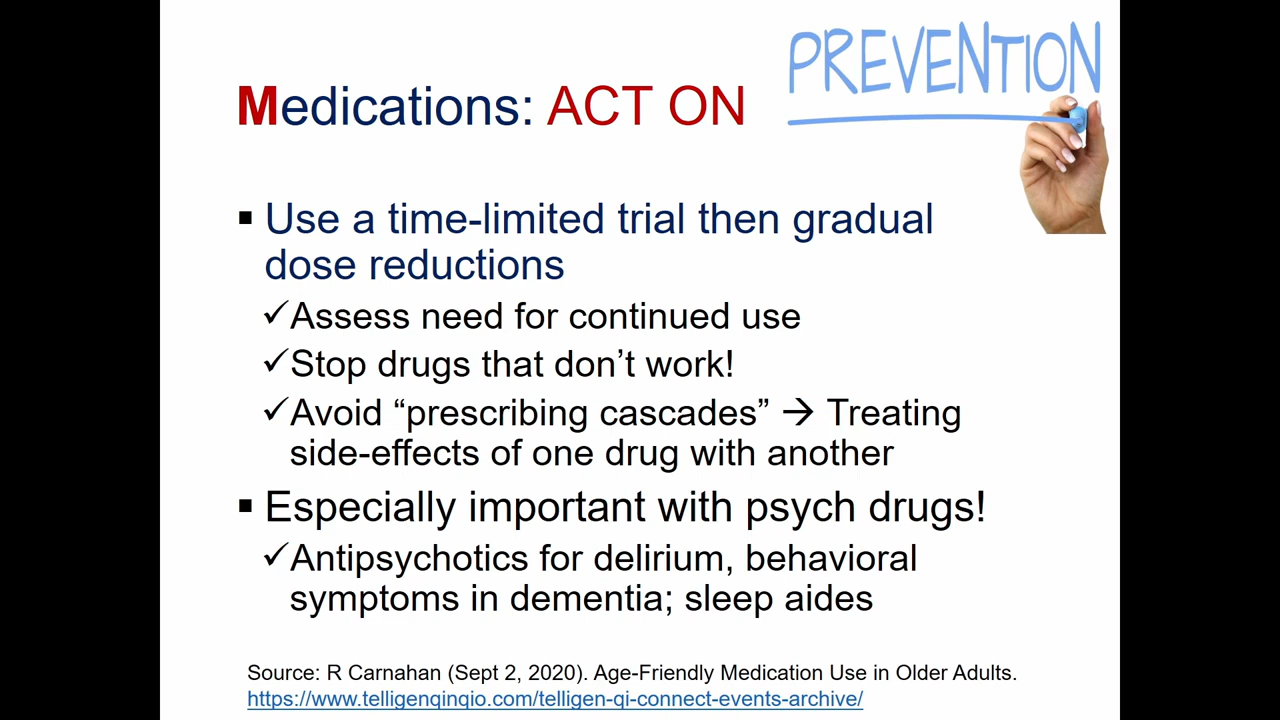 PREVENTION
Medications: ACT ON
▪ Use a time-limited trial then gradual
dose reductions
✓Assess need for continued use
✓Stop drugs that don’t work!
✓Avoid “prescribing cascades” → Treating
side-effects of one drug with another
▪ Especially important with psych drugs!
✓Antipsychotics for delirium, behavioral
symptoms in dementia; sleep aides
Source: R Carnahan (Sept 2, 2020). Age-Friendly Medication Use in Older Adults.
https://www.telligenqinqio.com/telligen-qi-connect-events-archive/